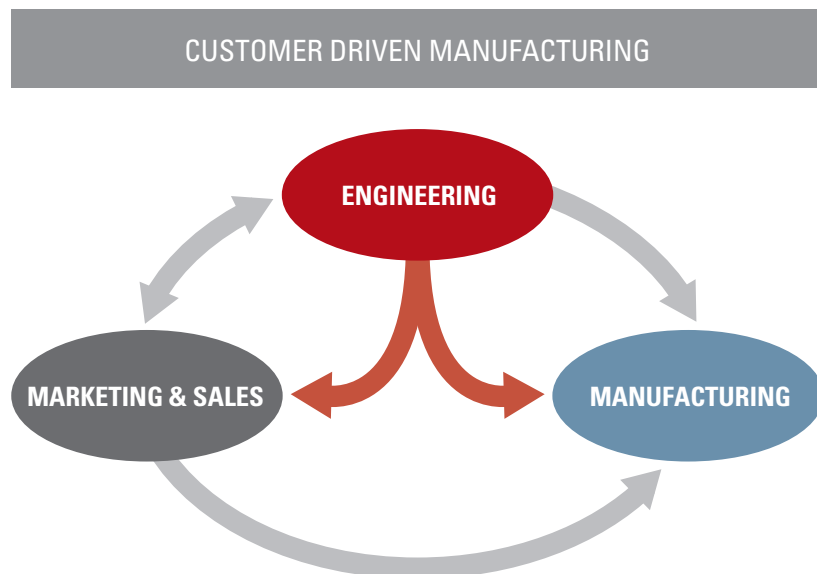 CUSTOMER DRIVEN MANUFACTURING
ENGINEERING
MARKETING & SALES
MANUFACTURING